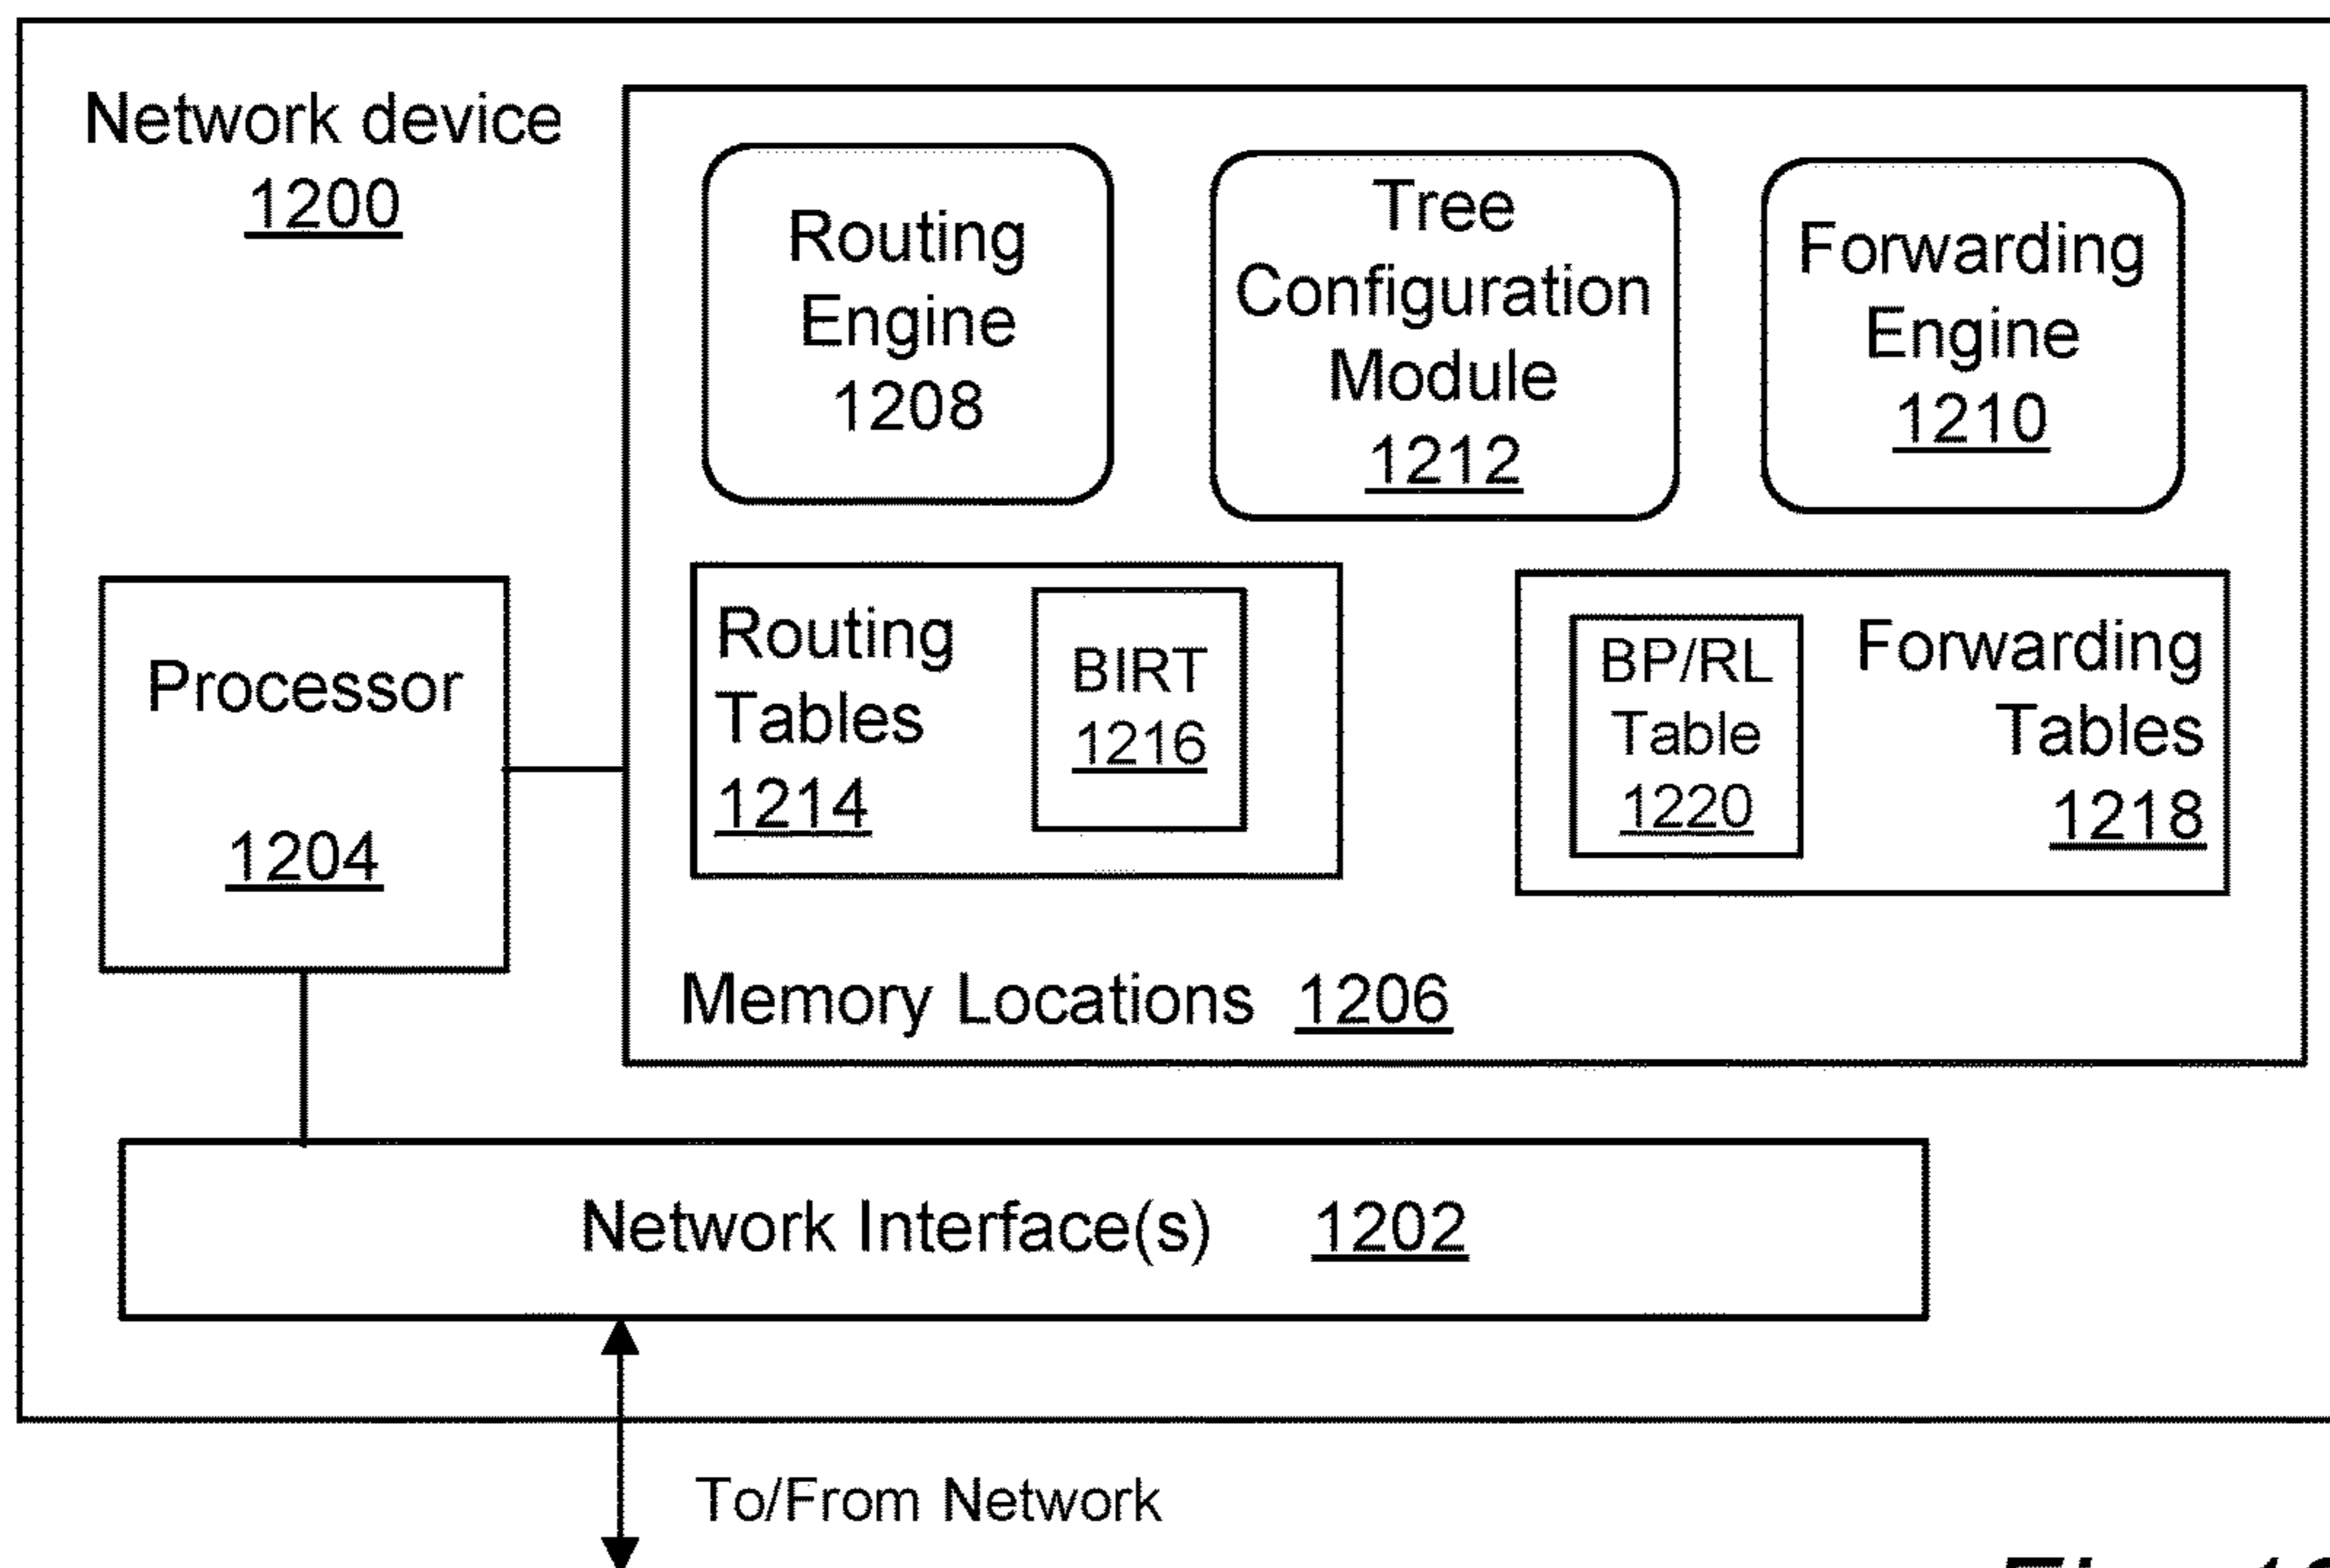 Network device
1200
Routing
Engine
1208
Tree
Configuration
Module
1212
Forwarding
Engine
1210
Processor
1204
Routing
Tables
1214
BIRT
1216
BP/RL
Table
1220
Forwarding
Tables
1218
Memory Locations 1206
Network Interface(s) 1202
To/From Network